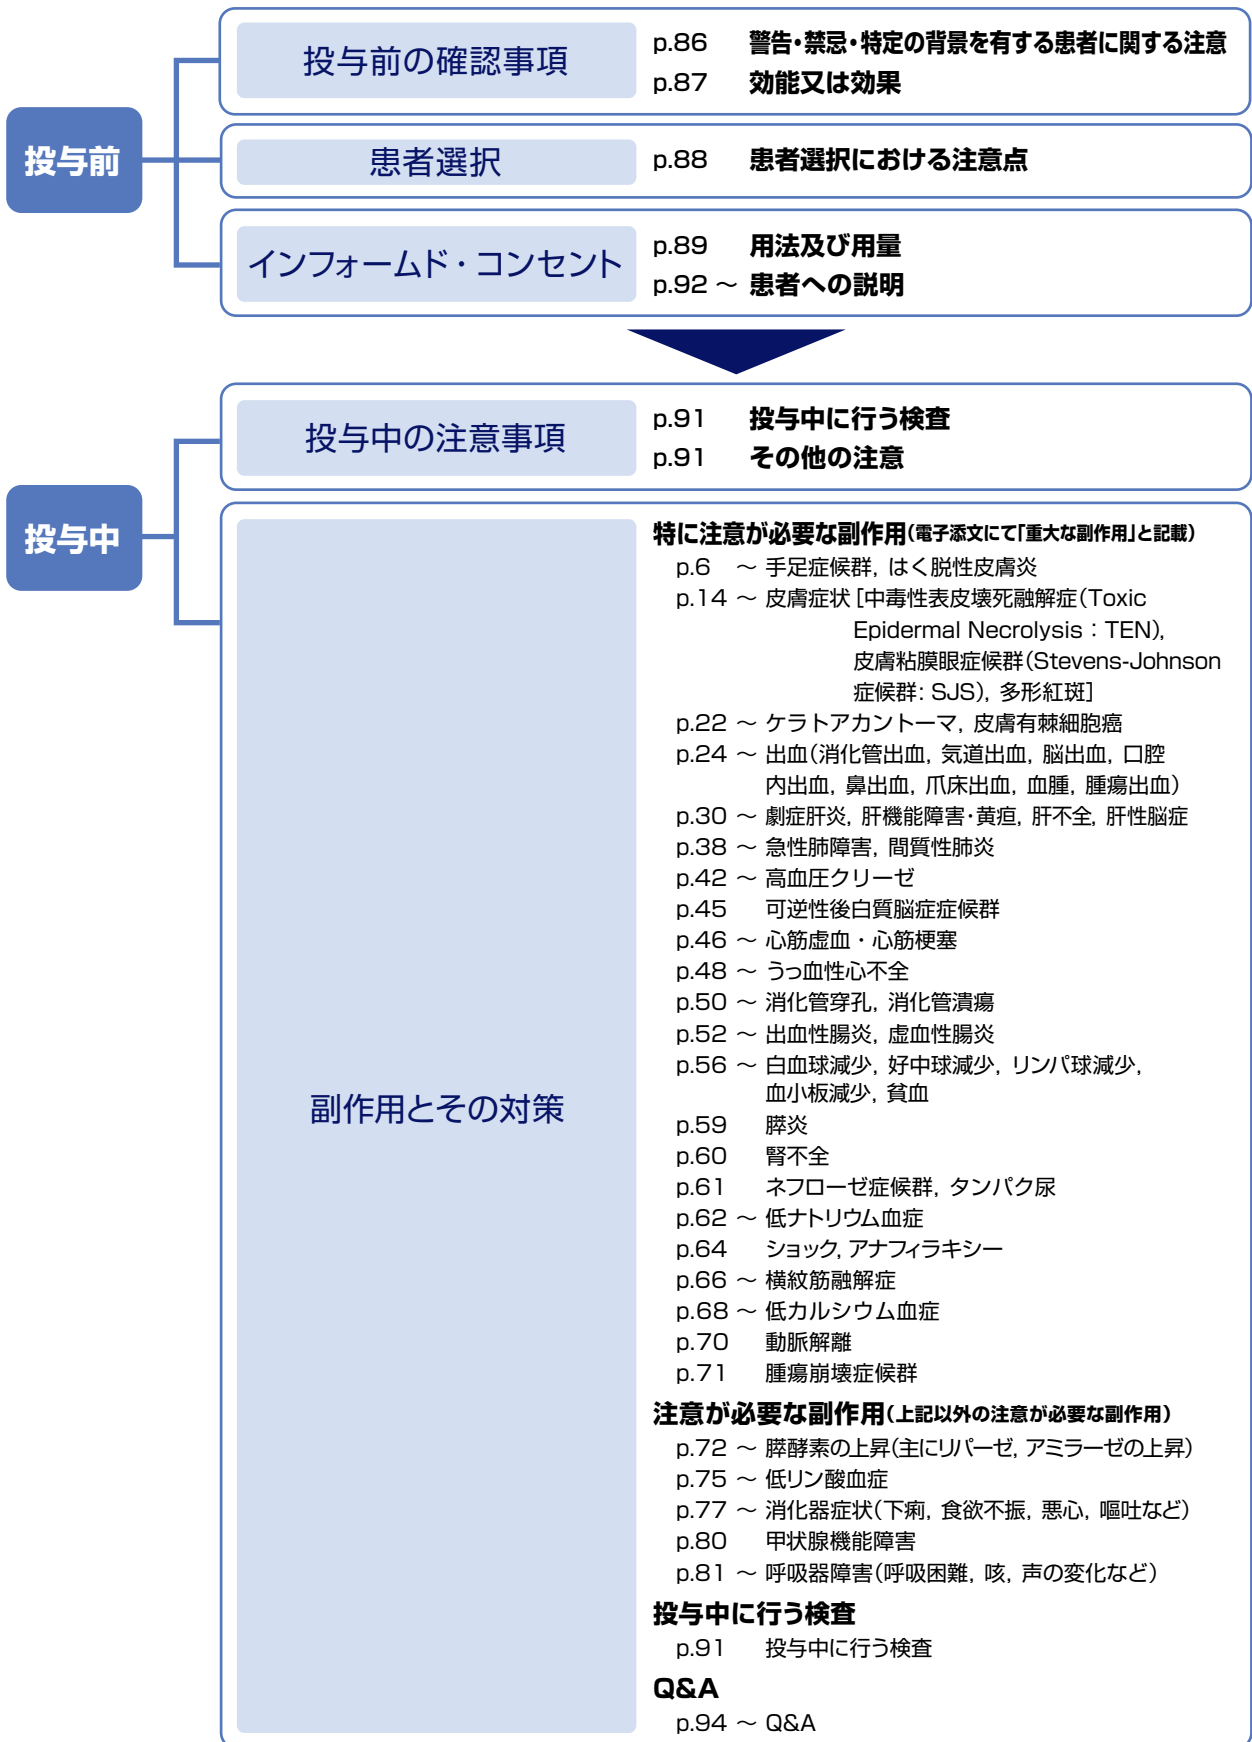 投与前
投与前の確認事項
p.86 警告・禁忌・特定の背景を有する患者に関する注意
p.87 効能又は効果
患者選択
p.88 患者選択における注意点
インフォームド・コンセント
p.89 用法及び用量
p.92 ～ 患者への説明
投与中
投与中の注意事項
p.91 投与中に行う検査
p.91 その他の注意
副作用とその対策
特に注意が必要な副作用(電子添文にて「重大な副作用」と記載)
p.6 ～ 手足症候群, はく脱性皮膚炎
p.14 ～ 皮膚症状 [中毒性表皮壊死融解症(Toxic
Epidermal Necrolysis：TEN),
皮膚粘膜眼症候群(Stevens-Johnson
症候群: SJS), 多形紅斑]
p.22 ～ ケラトアカントーマ, 皮膚有棘細胞癌
p.24 ～ 出血(消化管出血, 気道出血, 脳出血, 口腔
内出血, 鼻出血, 爪床出血, 血腫, 腫瘍出血)
p.30 ～ 劇症肝炎, 肝機能障害・黄疸, 肝不全, 肝性脳症
p.38 ～ 急性肺障害, 間質性肺炎
p.42 ～ 高血圧クリーゼ
p.45 可逆性後白質脳症症候群
p.46 ～ 心筋虚血・心筋梗塞
p.48 ～ うっ血性心不全
p.50 ～ 消化管穿孔, 消化管潰瘍
p.52 ～ 出血性腸炎, 虚血性腸炎
p.56 ～ 白血球減少, 好中球減少, リンパ球減少,
血小板減少, 貧血
p.59 膵炎
p.60 腎不全
p.61 ネフローゼ症候群, タンパク尿
p.62 ～ 低ナトリウム血症
p.64 ショック, アナフィラキシー
p.66 ～ 横紋筋融解症
p.68 ～ 低カルシウム血症
p.70 動脈解離
p.71 腫瘍崩壊症候群
注意が必要な副作用(上記以外の注意が必要な副作用)
p.72 ～ 膵酵素の上昇(主にリパーゼ, アミラーゼの上昇)
p.75 ～ 低リン酸血症
p.77 ～ 消化器症状(下痢, 食欲不振, 悪心, 嘔吐など)
p.80 甲状腺機能障害
p.81 ～ 呼吸器障害(呼吸困難, 咳, 声の変化など)
投与中に行う検査
p.91 投与中に行う検査
Q&A
p.94 ～ Q&A